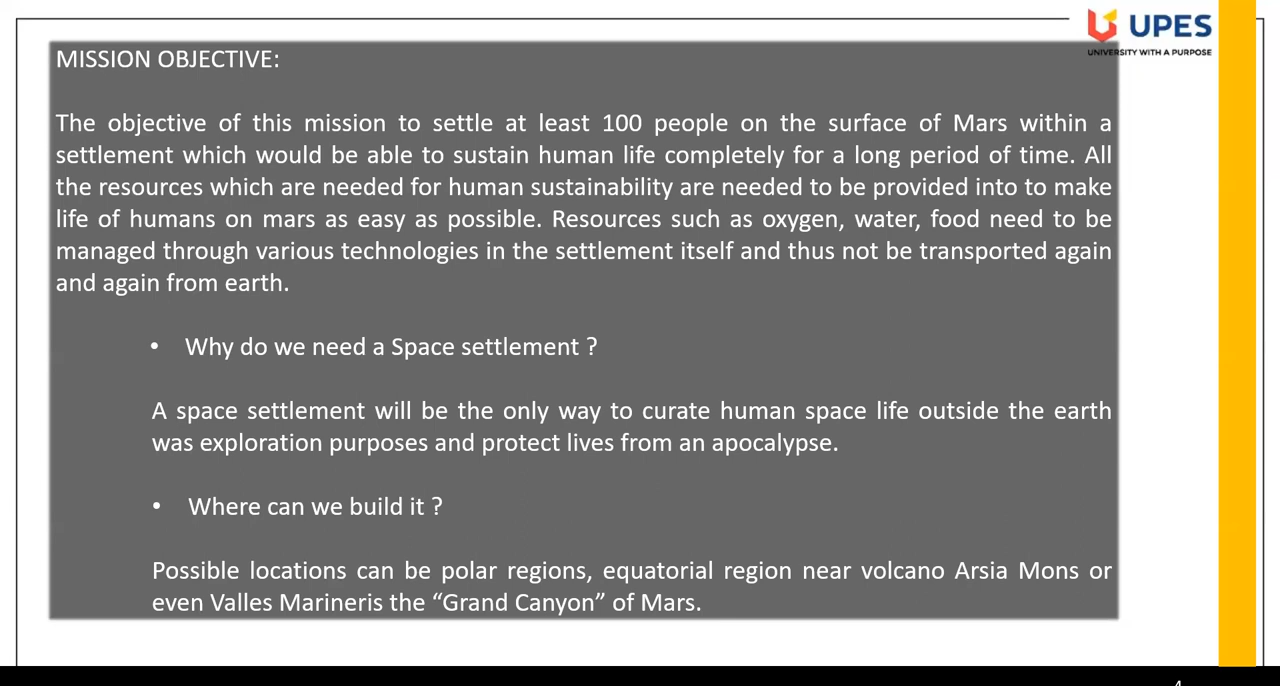 UPES
UNIVERSITY WITH A PURPOSE
MISSION OBJECTIVE:
The objective of this mission to settle at least 100 people on the surface of Mars within a
settlement which would be able to sustain human life completely for a long period of time. All
the resources which are needed for human sustainability are needed to be provided into to make
life of humans on mars as easy as possible. Resources such as oxygen, water, food need to be
managed through various technologies in the settlement itself and thus not be transported again
and again from earth.
• Why do we need a Space settlement ?
A space settlement will be the only way to curate human space life outside the earth
was exploration purposes and protect lives from an apocalypse.
• Where can we build it ?
Possible locations can be polar regions, equatorial region near volcano Arsia Mons or
even Valles Marineris the “Grand Canyon” of Mars.